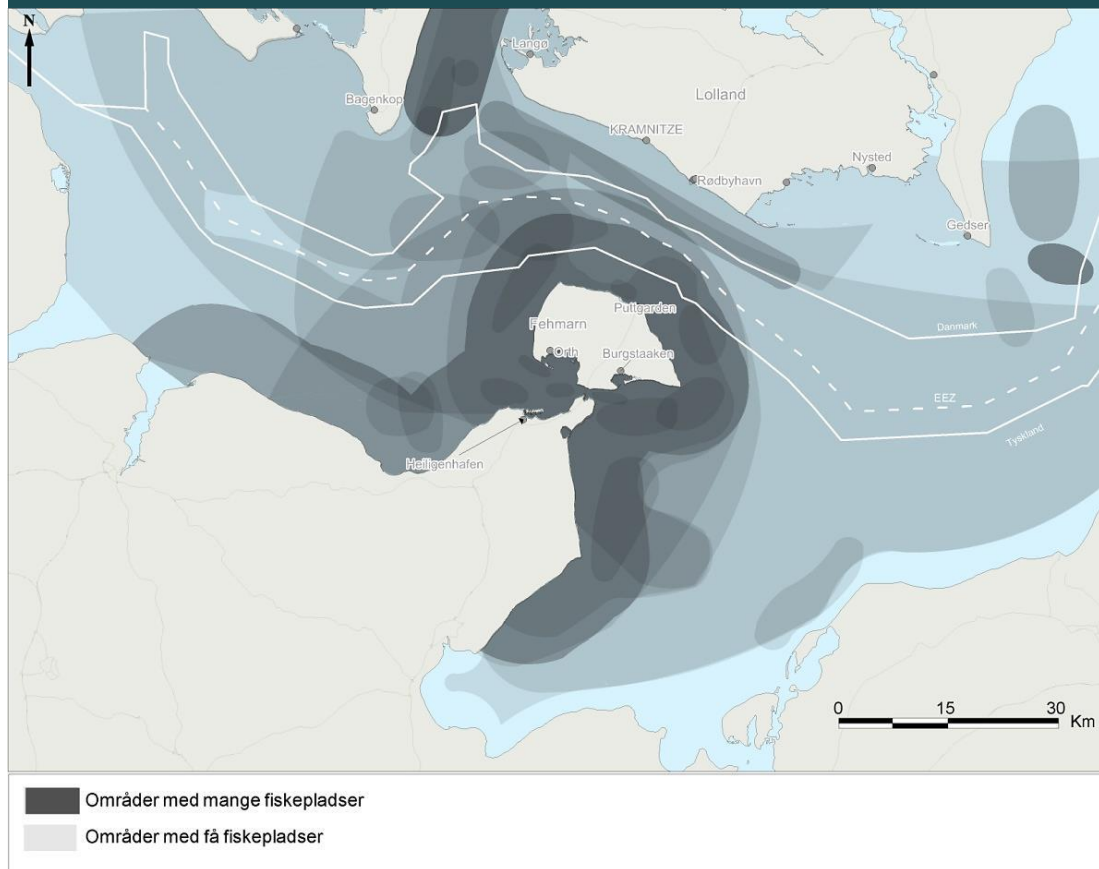 N
Langø
Bagenkop
Lolland
KRAMNITZE
Nysted
Rødbyhavn
Gedser
Puttgarden
Fehmarn
Danmark
Orth
Burgstaaken
EEZ
Tyskland
Heiligenhafen
0 15 30
Km
Områder med mange fiskepladser
Områder med få fiskepladser